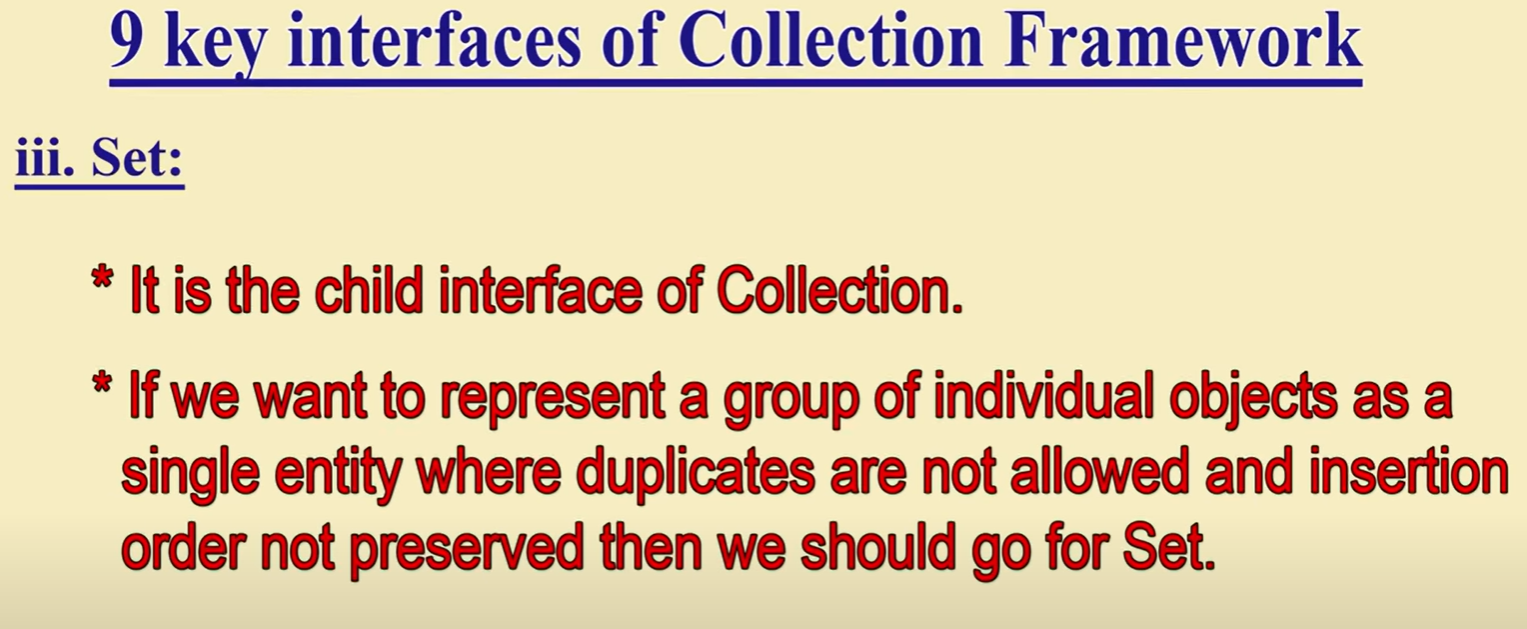 9 key interfaces of Collection Framework
iii. Set:
* It is the child interface of Collection.
* If we want to represent a group of individual objects as a
single entity where duplicates are not allowed and insertion
order not preserved then we should go for Set.